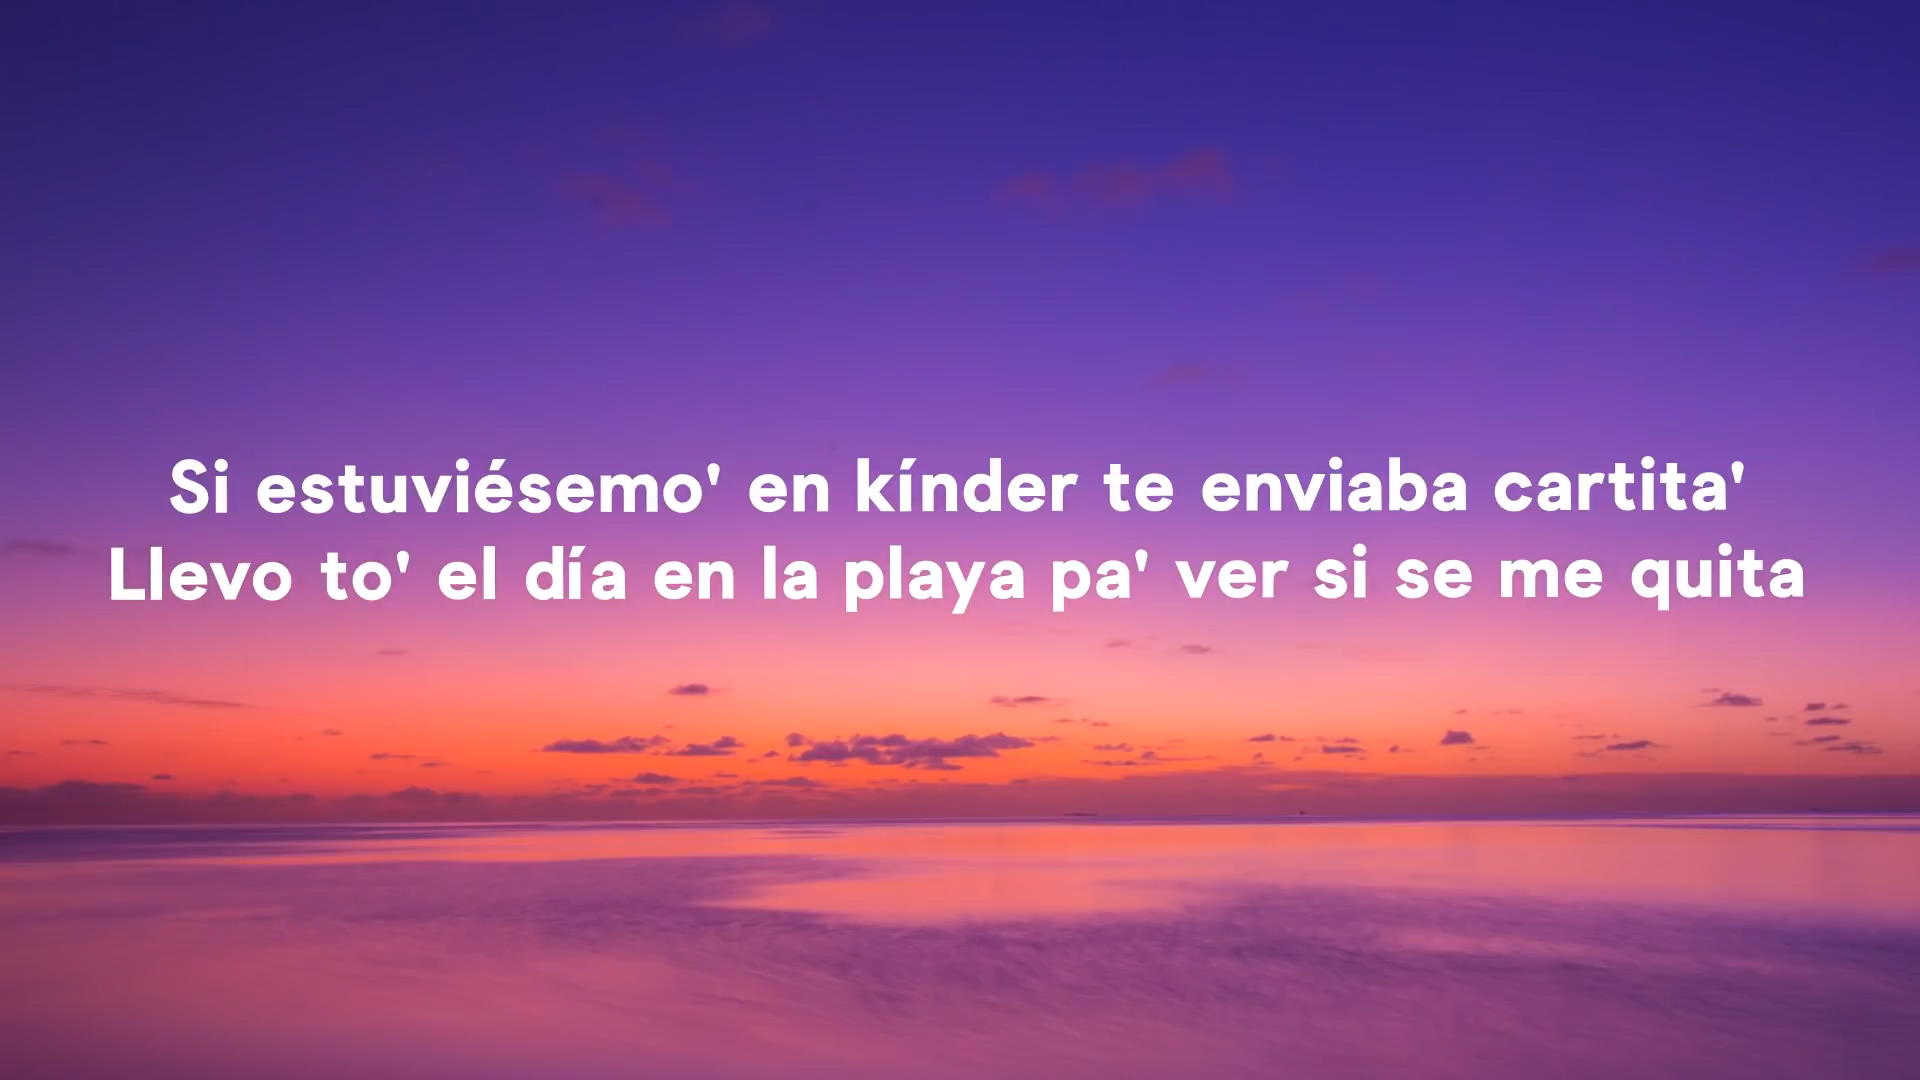 Si estuviésemo' en kínder te enviaba cartita'
Llevo to' el día en la playa pa' ver si se me quita